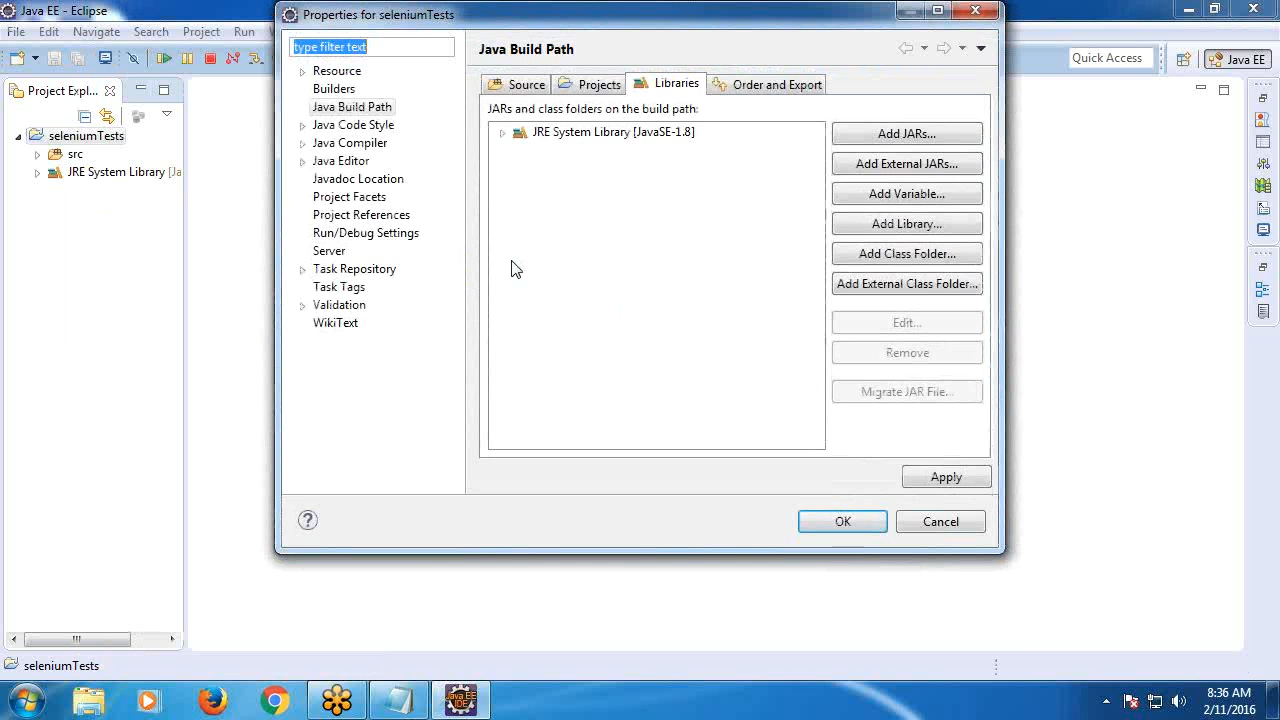 Java EE - Eclipse
File Edit Navigate Search Project Run
Quick Access
Java EE
Project Expl...
seleniumTests
src
JRE System Library [Ja
Properties for seleniumTests
type filter text
Resource
Builders
Java Build Path
Java Code Style
Java Compiler
Java Editor
Javadoc Location
Project Facets
Project References
Run/Debug Settings
Server
Task Repository
Task Tags
Validation
WikiText
Java Build Path
Source Projects Libraries Order and Export
JARs and class folders on the build path:
JRE System Library [JavaSE-1.8]
Add JARs...
Add External JARs...
Add Variable...
Add Library...
Add Class Folder...
Add External Class Folder...
Edit...
Remove
Migrate JAR File...
Apply
OK Cancel
seleniumTests
Java EE
IDE
8:36 AM
2/11/2016